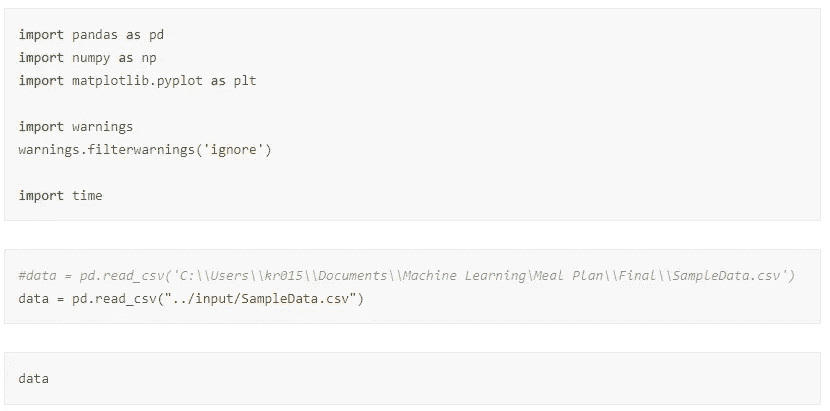 import pandas as pd
import numpy as np
import matplotlib.pyplot as plt
import warnings
warnings.filterwarnings('ignore')
import time
#data = pd.read_csv('C:\\Users\\kr015\\Documents\\Machine Learning\Meal Plan\\Final\\SampleData.csv')
data = pd.read_csv("../input/SampleData.csv")
data